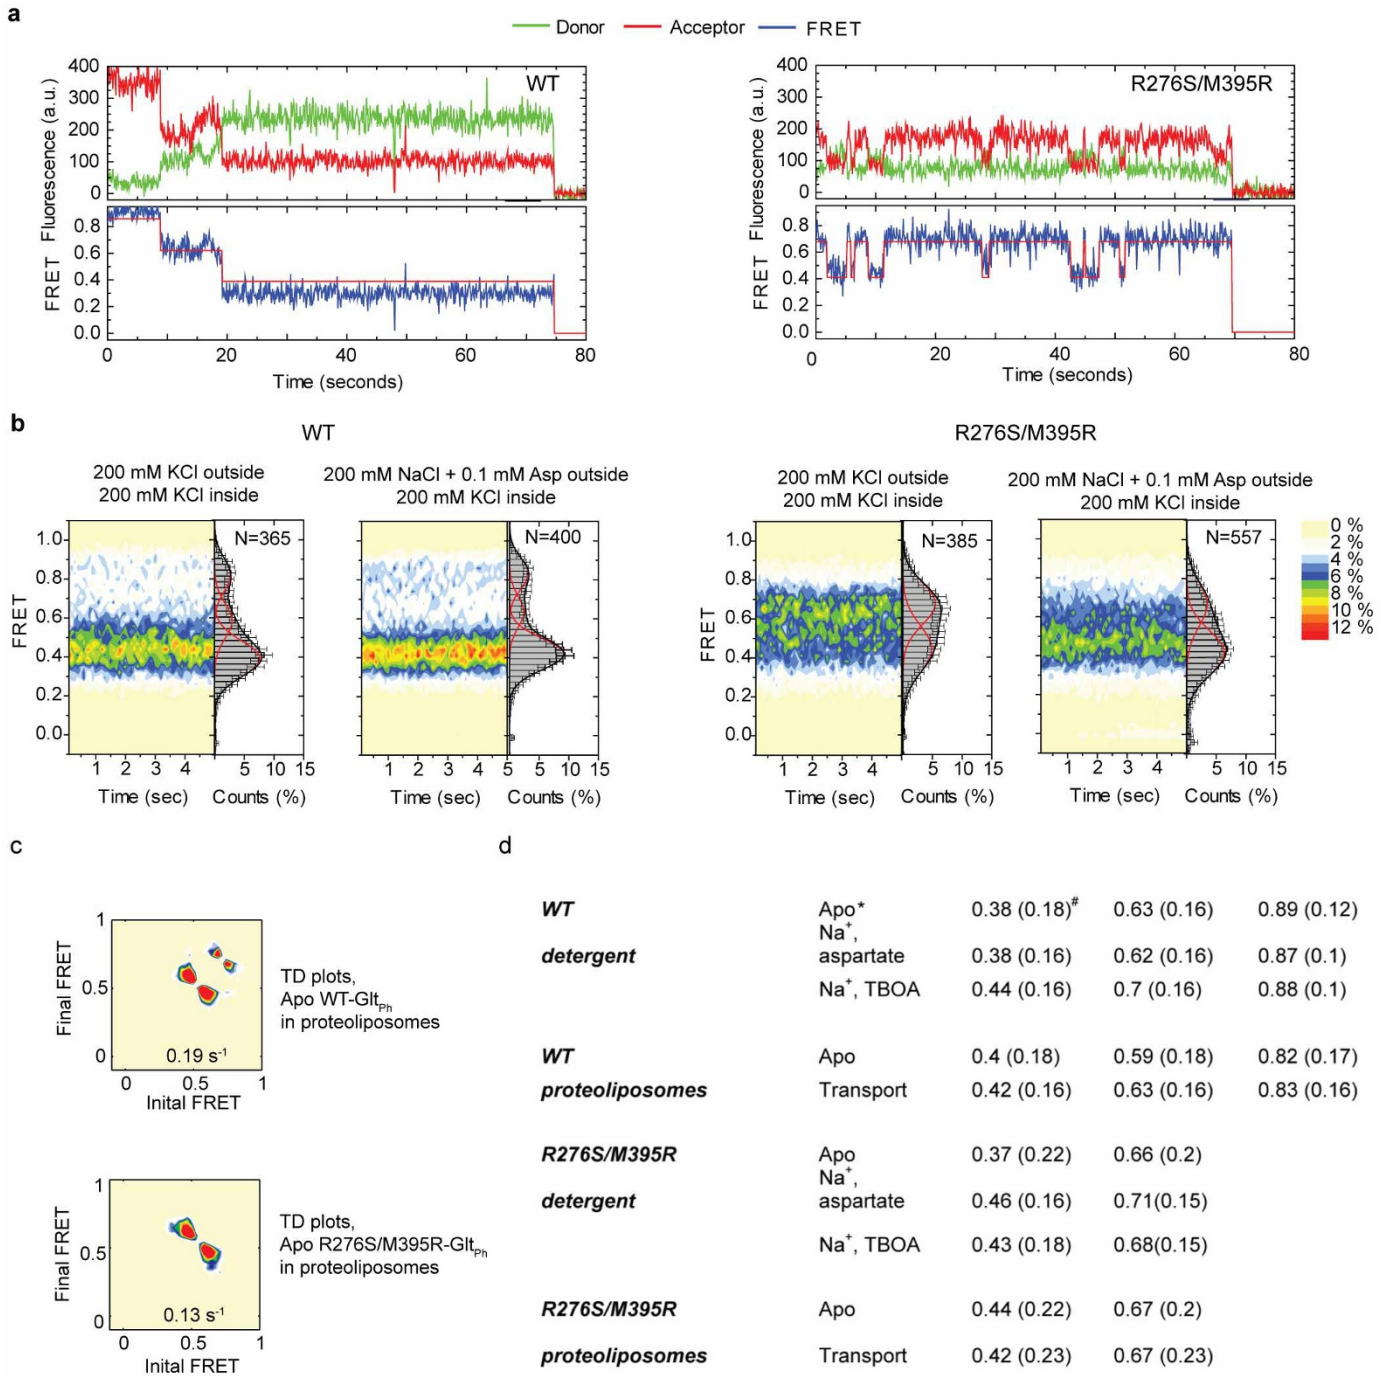 a
Donor Acceptor FRET
WT
Fluorescence (a.u.)
400
300
200
100
0
FRET
0.8
0.6
0.4
0.2
0.0
0 20 40 60 80
Time (seconds)
R276S/M395R
Fluorescence (a.u.)
400
300
200
100
0
FRET
0.8
0.6
0.4
0.2
0.0
0 20 40 60 80
Time (seconds)
b
WT
200 mM KCl outside
200 mM KCl inside
N=365
FRET
1.0
0.8
0.6
0.4
0.2
0.0
1 2 3 4 5 10 15
Time (sec) Counts (%)
200 mM NaCl + 0.1 mM Asp outside
200 mM KCl inside
N=400
1 2 3 4 5 5 10 15
Time (sec) Counts (%)
R276S/M395R
200 mM KCl outside
200 mM KCl inside
N=385
FRET
1.0
0.8
0.6
0.4
0.2
0.0
1 2 3 4 5 10 15
Time (sec) Counts (%)
200 mM NaCl + 0.1 mM Asp outside
200 mM KCl inside
N=557
1 2 3 4 5 10 15
Time (sec) Counts (%)
0 %
2 %
4 %
6 %
8 %
10 %
12 %
c
Final FRET
1
0.5
0
0.19 s⁻¹
0 0.5 1
Inital FRET
TD plots,
Apo WT-GltPh
in proteoliposomes
Final FRET
1
0.5
0
0.13 s⁻¹
0 0.5 1
Inital FRET
TD plots,
Apo R276S/M395R-GltPh
in proteoliposomes
d
WT Apo* 0.38 (0.18)# 0.63 (0.16) 0.89 (0.12)
Na⁺,
detergent aspartate 0.38 (0.16) 0.62 (0.16) 0.87 (0.1)
Na⁺, TBOA 0.44 (0.16) 0.7 (0.16) 0.88 (0.1)
WT Apo 0.4 (0.18) 0.59 (0.18) 0.82 (0.17)
proteoliposomes Transport 0.42 (0.16) 0.63 (0.16) 0.83 (0.16)
R276S/M395R Apo 0.37 (0.22) 0.66 (0.2)
Na⁺,
detergent aspartate 0.46 (0.16) 0.71(0.15)
Na⁺, TBOA 0.43 (0.18) 0.68(0.15)
R276S/M395R Apo 0.44 (0.22) 0.67 (0.2)
proteoliposomes Transport 0.42 (0.23) 0.67 (0.23)